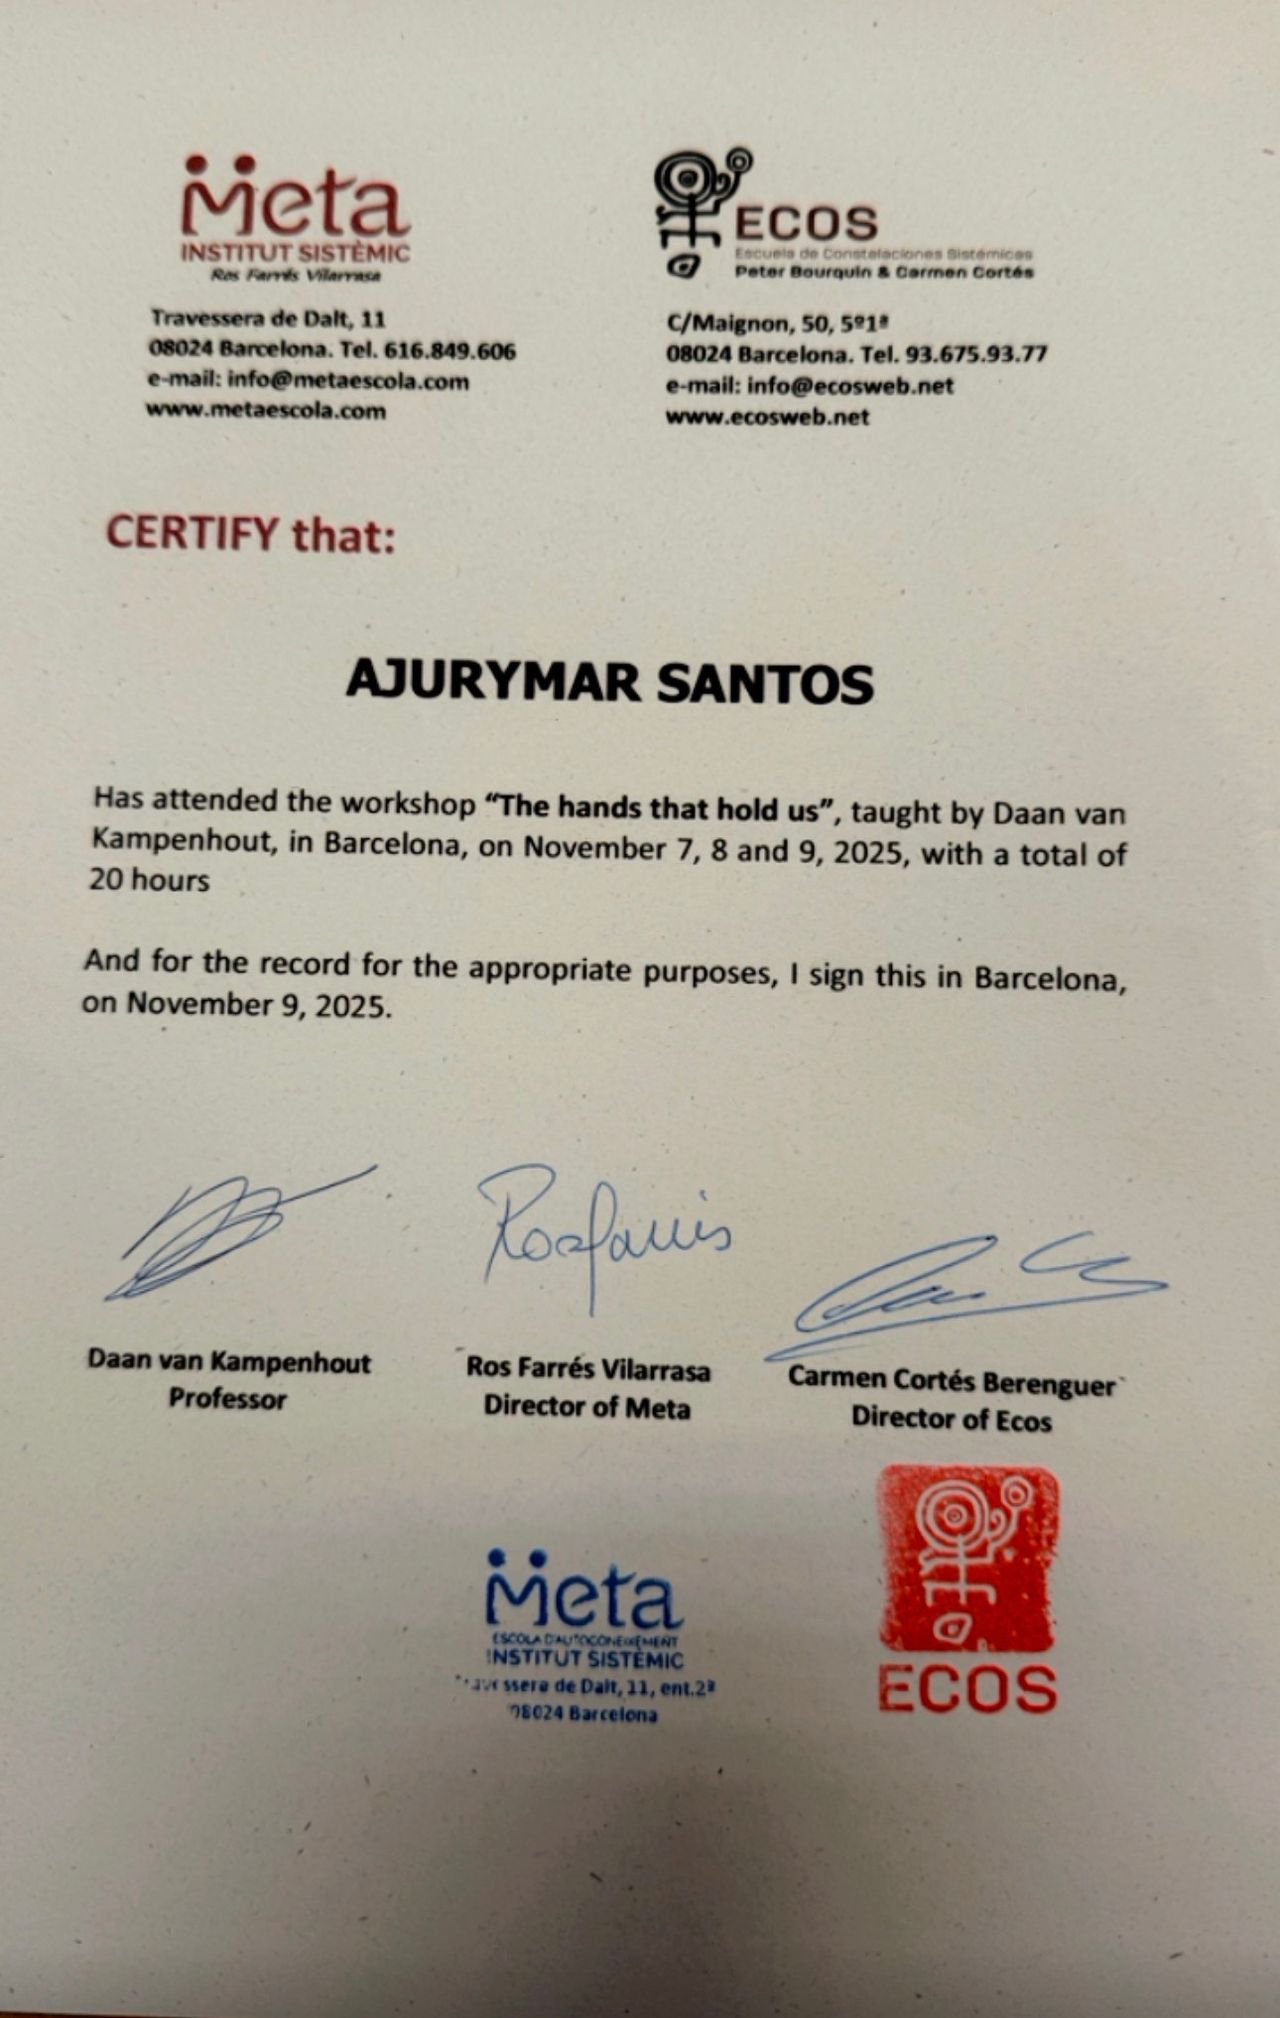 Meta
INSTITUT SISTÈMIC
Ros Farrés Vilarrasa
Travessera de Dalt, 11
08024 Barcelona. Tel. 616.849.606
e-mail: info@metaescola.com
www.metaescola.com
ECOS
Escuela de Constelaciones Sistémicas
Peter Bourquin & Carmen Cortés
C/Maignon, 50, 5º1ª
08024 Barcelona. Tel. 93.675.93.77
e-mail: info@ecosweb.net
www.ecosweb.net
CERTIFY that:
AJURYMAR SANTOS
Has attended the workshop “The hands that hold us”, taught by Daan van
Kampenhout, in Barcelona, on November 7, 8 and 9, 2025, with a total of
20 hours
And for the record for the appropriate purposes, I sign this in Barcelona,
on November 9, 2025.
Daan van Kampenhout
Professor
Ros Farrés Vilarrasa
Director of Meta
Carmen Cortés Berenguer
Director of Ecos
Meta
ESCOLA D'AUTOCONEIXEMENT
INSTITUT SISTÈMIC
de Dalt, 11, ent.2ª
08024 Barcelona
ECOS